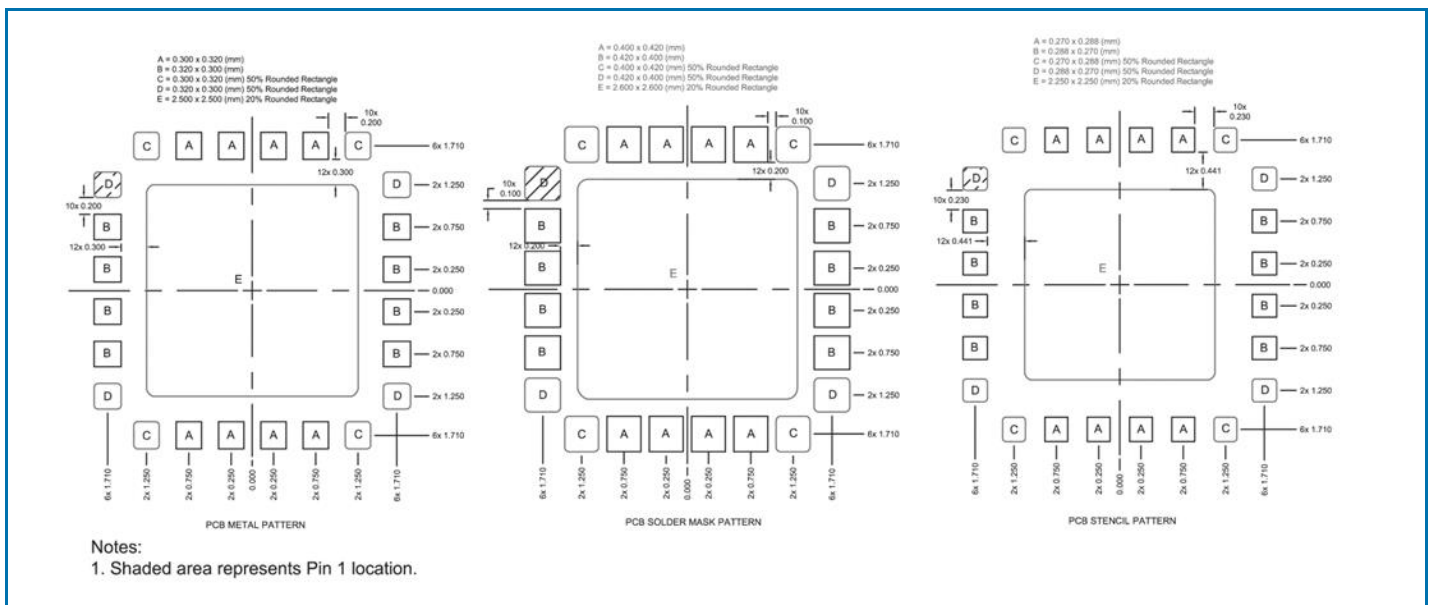 A = 0.300 x 0.320 (mm)
B = 0.320 x 0.300 (mm)
C = 0.300 x 0.320 (mm) 50% Rounded Rectangle
D = 0.320 x 0.300 (mm) 50% Rounded Rectangle
E = 2.500 x 2.500 (mm) 20% Rounded Rectangle
10x
0.200
C A A A A C
6x 1.710
12x 0.300
D
D
2x 1.250
10x 0.200
B
B
2x 0.750
12x 0.300
B
B
2x 0.250
E
0.000
B
B
2x 0.250
B
B
2x 0.750
D
D
2x 1.250
C A A A A C
6x 1.710
6x 1.710
2x 1.250
2x 0.750
2x 0.250
0.000
2x 0.250
2x 0.750
2x 1.250
6x 1.710
PCB METAL PATTERN
A = 0.400 x 0.420 (mm)
B = 0.420 x 0.400 (mm)
C = 0.400 x 0.420 (mm) 50% Rounded Rectangle
D = 0.420 x 0.400 (mm) 50% Rounded Rectangle
E = 2.600 x 2.600 (mm) 20% Rounded Rectangle
10x
0.100
C A A A A C
6x 1.710
12x 0.200
D
D
2x 1.250
10x
0.100
B
B
2x 0.750
12x 0.200
B
B
2x 0.250
E
0.000
B
B
2x 0.250
B
B
2x 0.750
D
D
2x 1.250
C A A A A C
6x 1.710
6x 1.710
2x 1.250
2x 0.750
2x 0.250
0.000
2x 0.250
2x 0.750
2x 1.250
6x 1.710
PCB SOLDER MASK PATTERN
A = 0.270 x 0.288 (mm)
B = 0.288 x 0.270 (mm)
C = 0.270 x 0.288 (mm) 50% Rounded Rectangle
D = 0.288 x 0.270 (mm) 50% Rounded Rectangle
E = 2.250 x 2.250 (mm) 20% Rounded Rectangle
10x
0.230
C A A A A C
6x 1.710
12x 0.441
D
D
2x 1.250
10x 0.230
B
B
2x 0.750
12x 0.441
B
B
2x 0.250
E
0.000
B
B
2x 0.250
B
B
2x 0.750
D
D
2x 1.250
C A A A A C
6x 1.710
6x 1.710
2x 1.250
2x 0.750
2x 0.250
0.000
2x 0.250
2x 0.750
2x 1.250
6x 1.710
PCB STENCIL PATTERN
Notes:
1. Shaded area represents Pin 1 location.